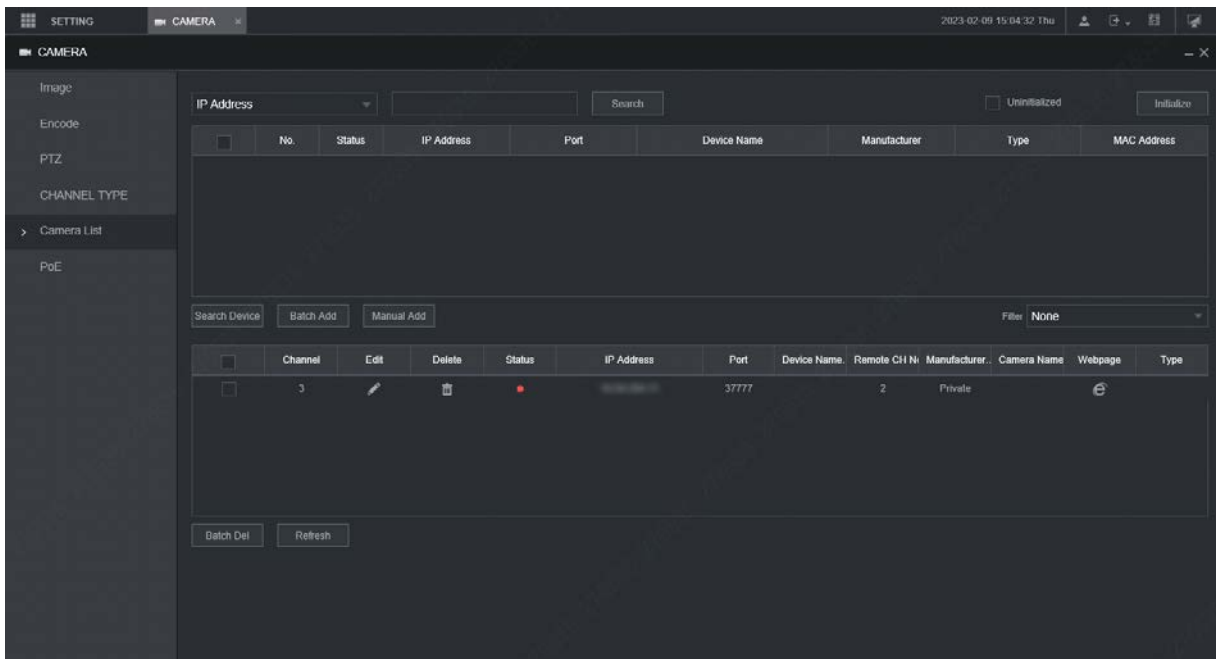 SETTING CAMERA × 2023-02-09 15:04:32 Thu
CAMERA
Image
Encode
PTZ
CHANNEL TYPE
Camera List
PoE
IP Address Search Uninitialized Initialize
No. Status IP Address Port Device Name Manufacturer Type MAC Address
Search Device Batch Add Manual Add Filter None
Channel Edit Delete Status IP Address Port Device Name. Remote CH N Manufacturer.. Camera Name Webpage Type
3 37777 2 Private
Batch Del Refresh